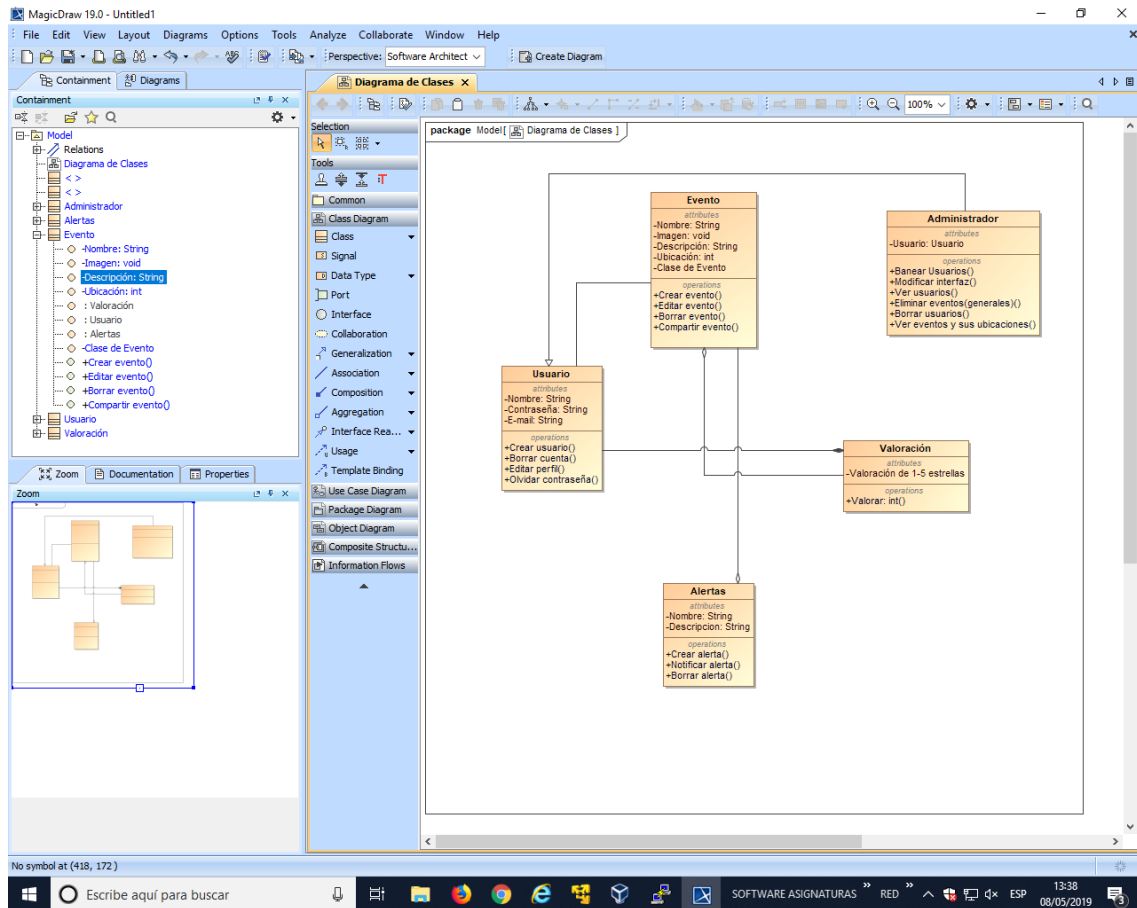 MagicDraw 19.0 - Untitled1
File Edit View Layout Diagrams Options Tools Analyze Collaborate Window Help
Perspective: Software Architect Create Diagram
Containment Diagrams
Containment
Model
Relations
Diagrama de Clases
< >
< >
Administrador
Alertas
Evento
-Nombre: String
-Imagen: void
-Descripción: String
-Ubicación: int
: Valoración
: Usuario
: Alertas
-Clase de Evento
+Crear evento()
+Editar evento()
+Borrar evento()
+Compartir evento()
Usuario
Valoración
Zoom Documentation Properties
Zoom
Diagrama de Clases
100%
Selection
Tools
Common
Class Diagram
Class
Signal
Data Type
Port
Interface
Collaboration
Generalization
Association
Composition
Aggregation
Interface Rea...
Usage
Template Binding
Use Case Diagram
Package Diagram
Object Diagram
Composite Structu...
Information Flows
package Model[ Diagrama de Clases ]
Evento
attributes
-Nombre: String
-Imagen: void
-Descripción: String
-Ubicación: int
-Clase de Evento
operations
+Crear evento()
+Editar evento()
+Borrar evento()
+Compartir evento()
Administrador
attributes
-Usuario: Usuario
operations
+Banear Usuarios()
+Modificar interfaz()
+Ver usuarios()
+Eliminar eventos(generales)()
+Borrar usuarios()
+Ver eventos y sus ubicaciones()
Usuario
attributes
-Nombre: String
-Contraseña: String
-E-mail: String
operations
+Crear usuario()
+Borrar cuenta()
+Editar perfil()
+Olvidar contraseña()
Valoración
attributes
-Valoración de 1-5 estrellas
operations
+Valorar: int()
Alertas
attributes
-Nombre: String
-Descripcion: String
operations
+Crear alerta()
+Notificar alerta()
+Borrar alerta()
No symbol at (418, 172 )
Escribe aquí para buscar
SOFTWARE ASIGNATURAS » RED » ESP
13:38
08/05/2019
3